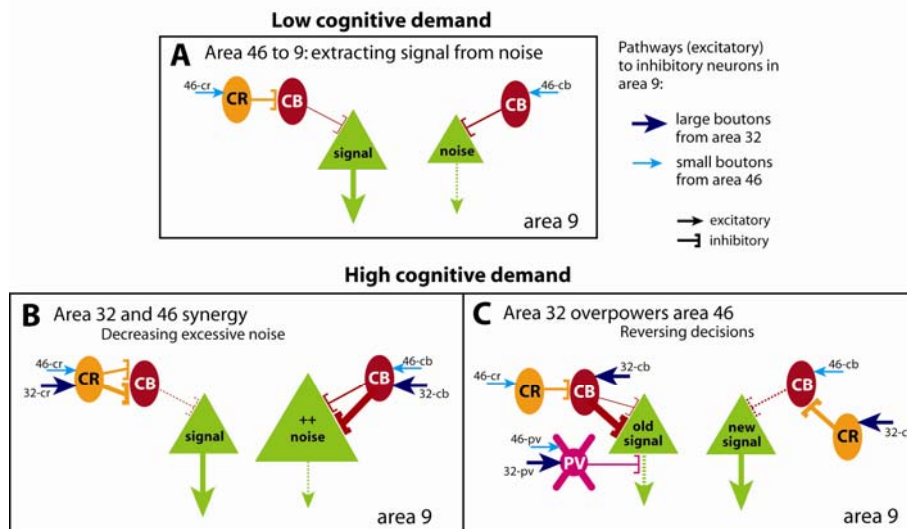 Low cognitive demand
A Area 46 to 9: extracting signal from noise
46-cr
CR
CB
signal
CB
46-cb
noise
area 9
Pathways (excitatory)
to inhibitory neurons in
area 9:
large boutons
from area 32
small boutons
from area 46
excitatory
inhibitory
High cognitive demand
B Area 32 and 46 synergy
Decreasing excessive noise
46-cr
32-cr
CR
CB
signal
++
noise
CB
46-cb
32-cb
area 9
C Area 32 overpowers area 46
Reversing decisions
46-cr
CR
CB
32-cb
46-pv
32-pv
PV
old
signal
new
signal
CB
46-cb
CR
area 9